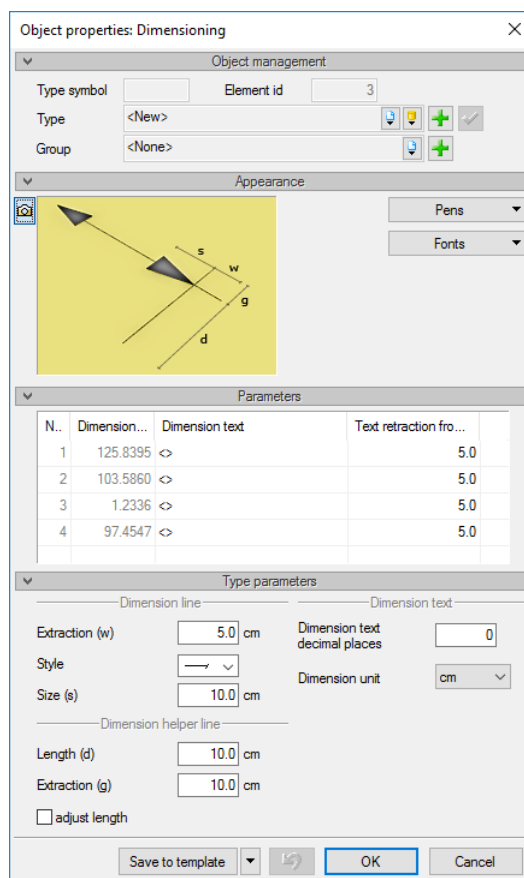 Object properties: Dimensioning
Object management
Type symbol Element id 3
Type <New>
Group <None>
Appearance
Pens
Fonts
s
w
g
d
Parameters
N.. Dimension... Dimension text Text retraction fro...
1 125.8395 <> 5.0
2 103.5860 <> 5.0
3 1.2336 <> 5.0
4 97.4547 <> 5.0
Type parameters
Dimension line Dimension text
Extraction (w) 5.0 cm Dimension text decimal places 0
Style
Dimension unit cm
Size (s) 10.0 cm
Dimension helper line
Length (d) 10.0 cm
Extraction (g) 10.0 cm
adjust length
Save to template OK Cancel